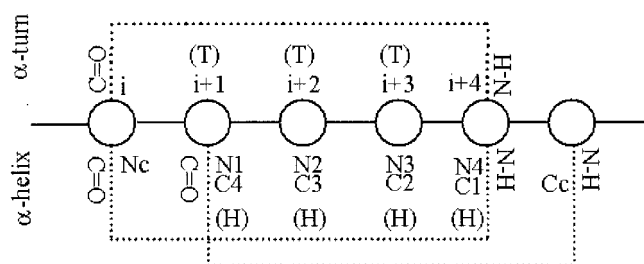 α-turn
C=O
(T) (T) (T)
i i+1 i+2 i+3 i+4
N-H
α-helix
C=O Nc C=O N1 N2 N3 N4 N-H Cc N-H
C4 C3 C2 C1
(H) (H) (H) (H)